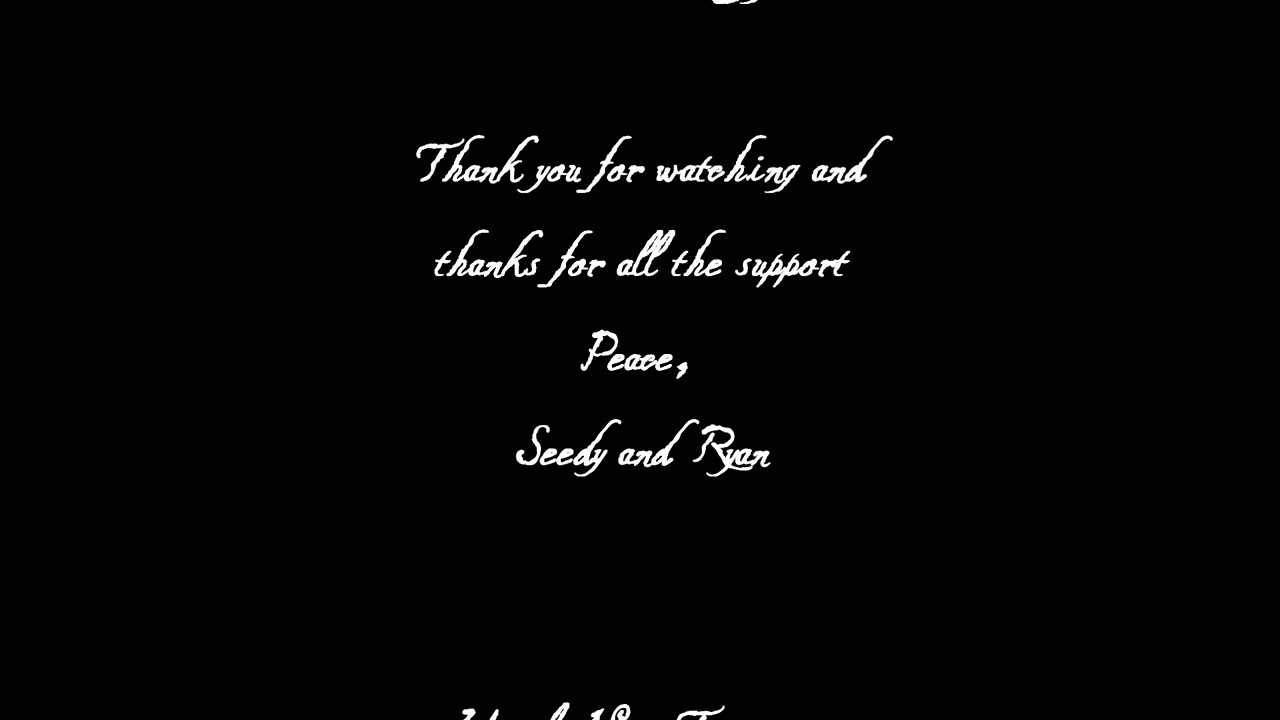 Thank you for watching and
thanks for all the support
Peace,
Seedy and Ryan